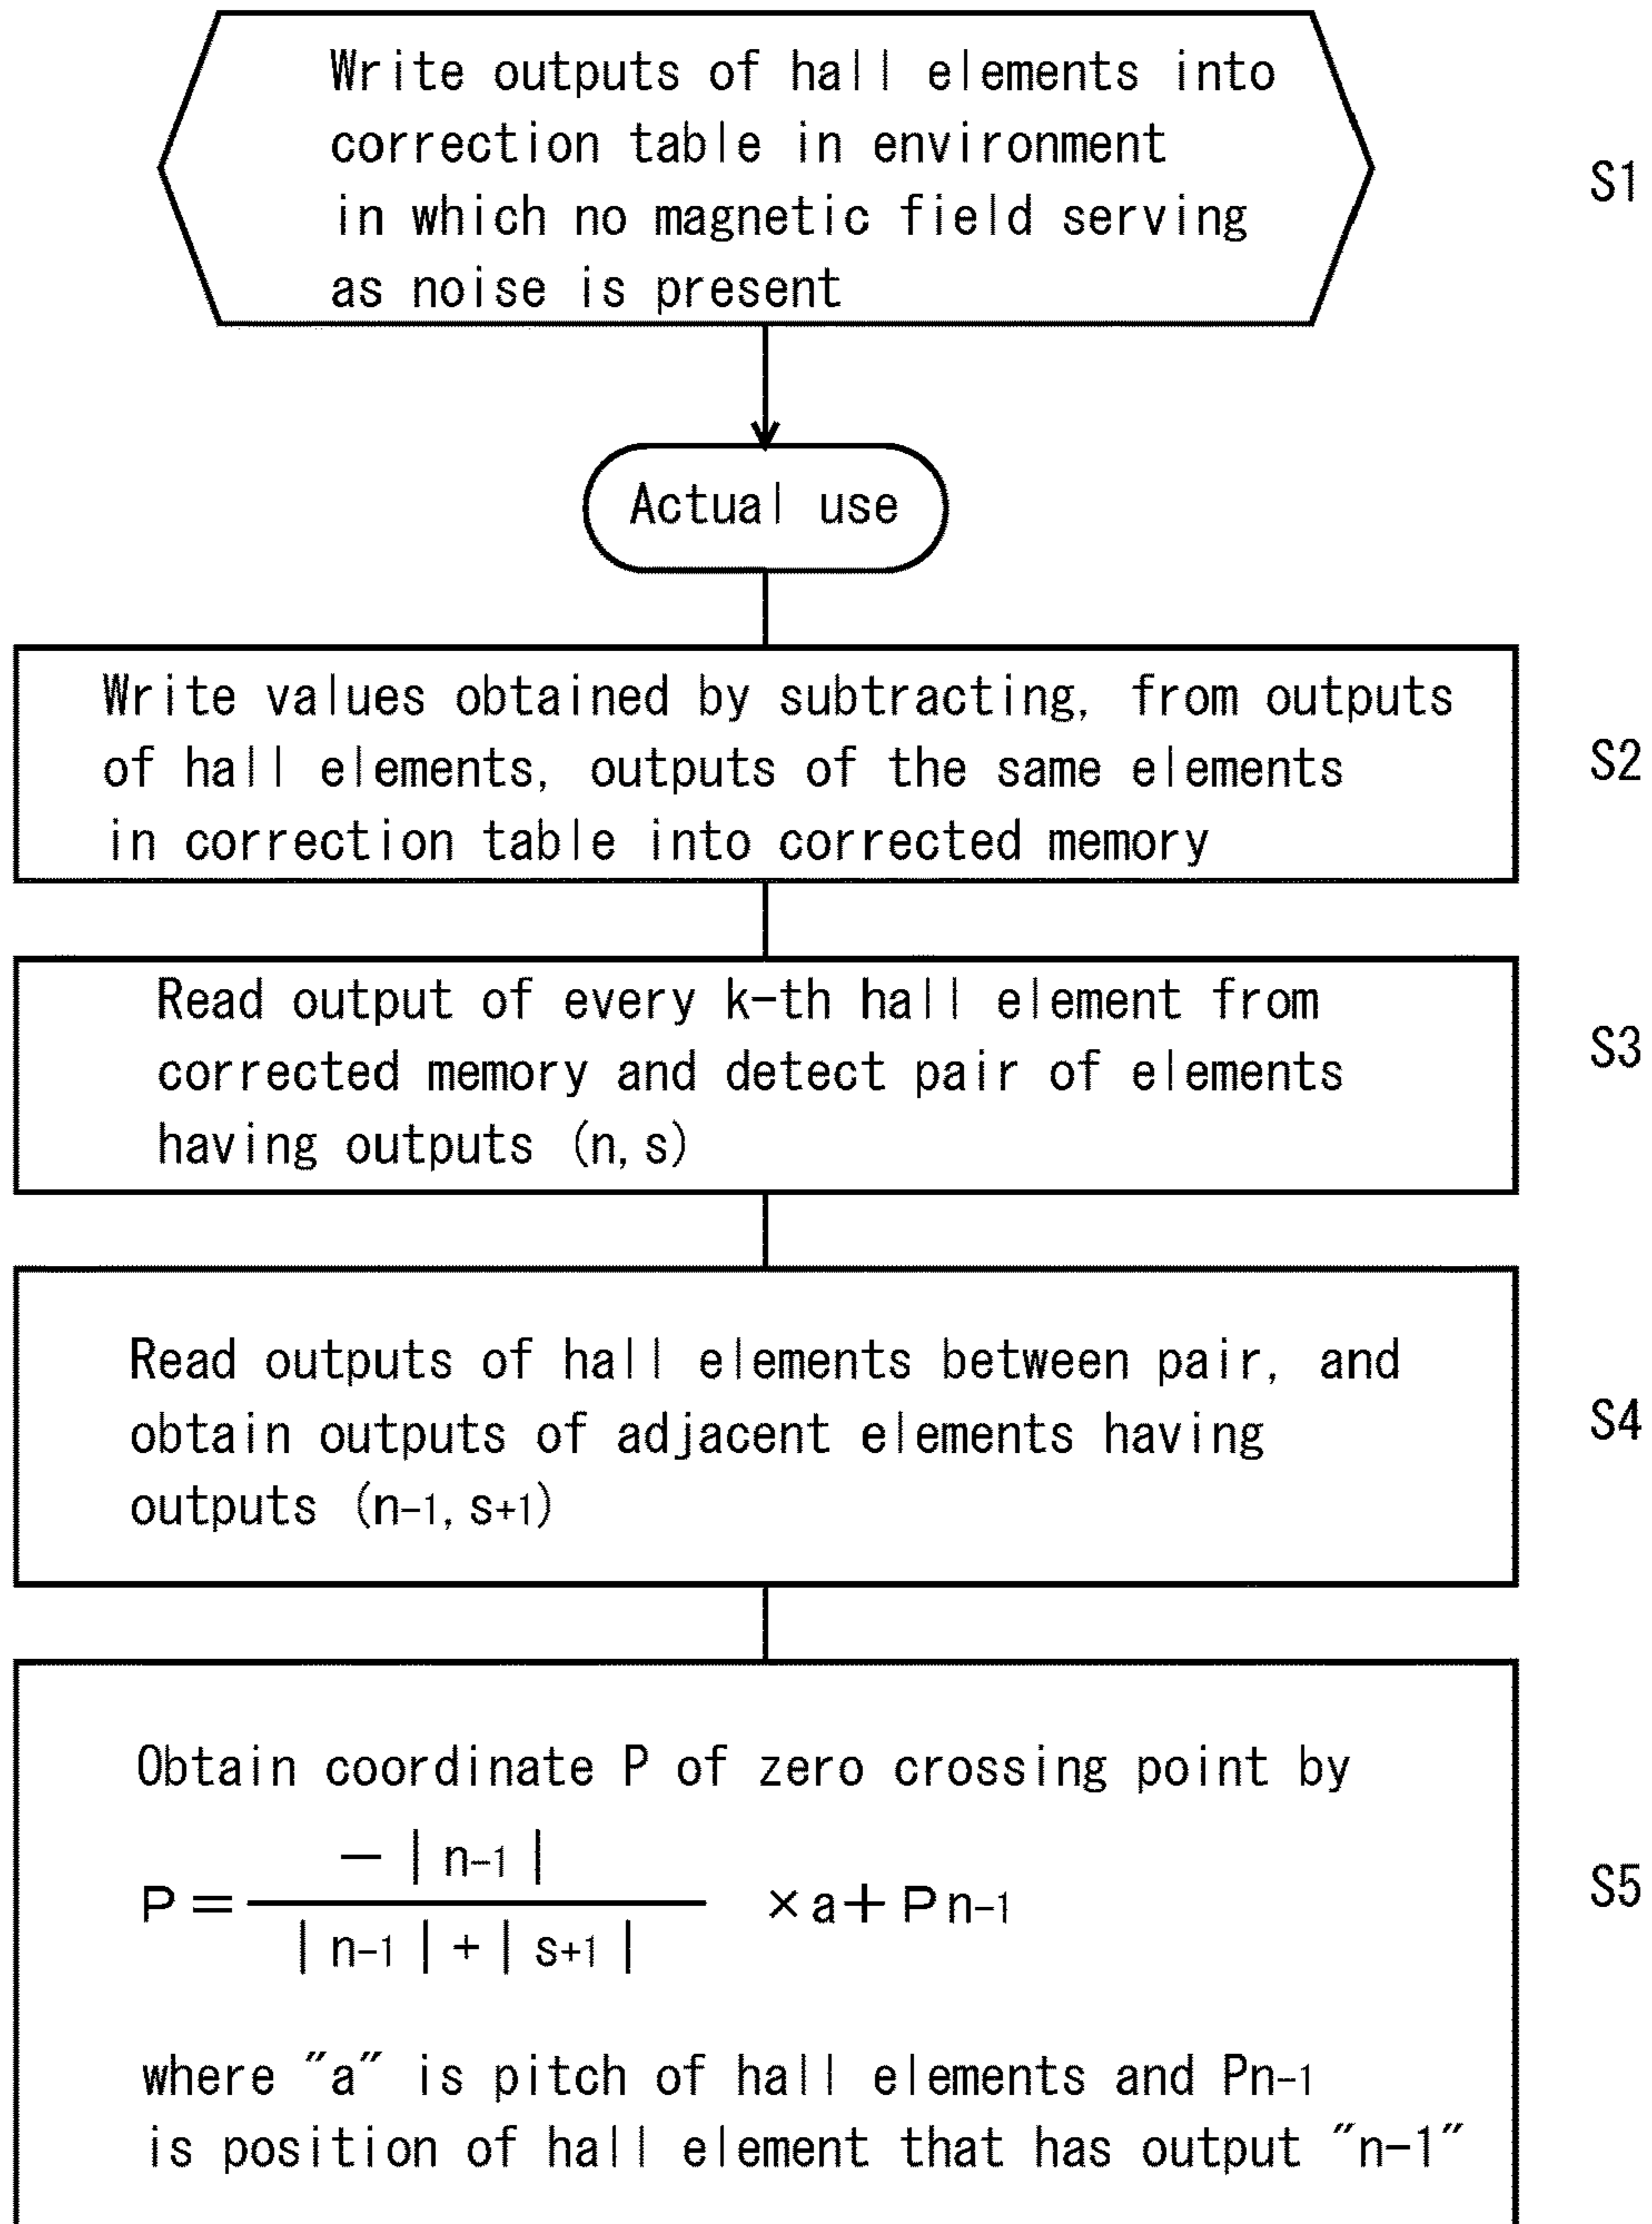 Write outputs of hall elements into
correction table in environment
in which no magnetic field serving
as noise is present
S1
Actual use
Write values obtained by subtracting, from outputs
of hall elements, outputs of the same elements
in correction table into corrected memory
S2
Read output of every k-th hall element from
corrected memory and detect pair of elements
having outputs (n, s)
S3
Read outputs of hall elements between pair, and
obtain outputs of adjacent elements having
outputs (n-1, s+1)
S4
Obtain coordinate P of zero crossing point by
− | n-1 |
P = ×a+Pn-1
| n-1 | + | s+1 |
S5
where "a" is pitch of hall elements and Pn-1
is position of hall element that has output "n-1"